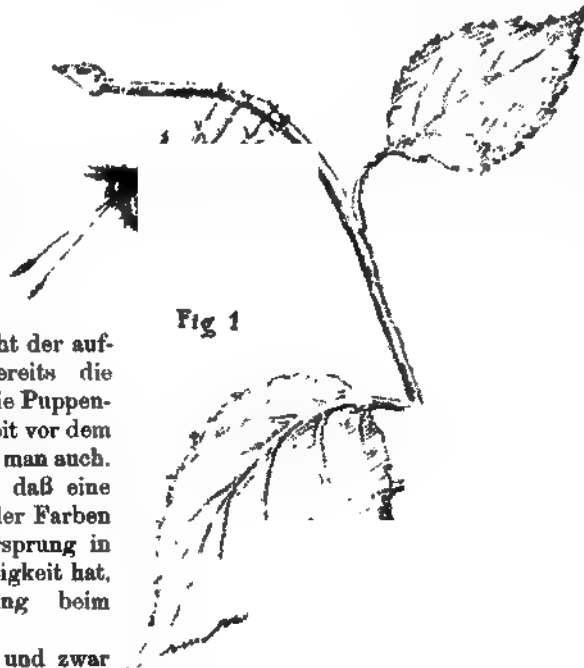 Fig 1
ht der auf-
ereits die
ie Puppen-
eit vor dem
man auch.
daß eine
der Farben
rsprung in
igkeit hat,
ng beim
und zwar